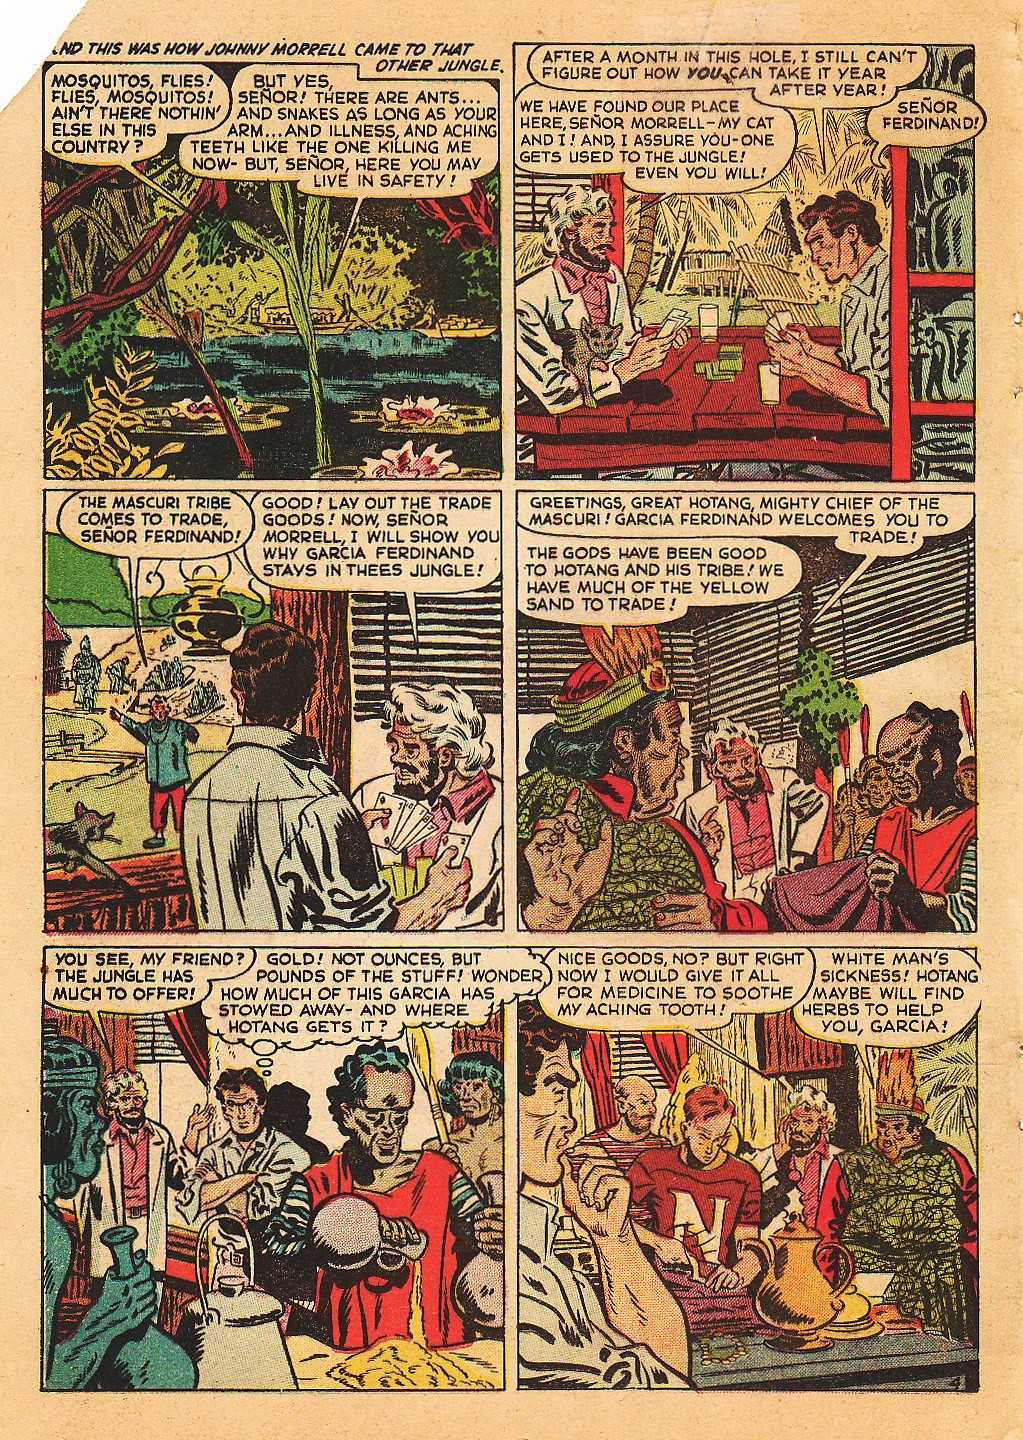 AND THIS WAS HOW JOHNNY MORRELL CAME TO THAT
OTHER JUNGLE.
MOSQUITOS, FLIES!
FLIES, MOSQUITOS!
AIN'T THERE NOTHIN'
ELSE IN THIS
COUNTRY?
BUT YES,
SEÑOR! THERE ARE ANTS...
AND SNAKES AS LONG AS YOUR
ARM...AND ILLNESS, AND ACHING
TEETH LIKE THE ONE KILLING ME
NOW- BUT, SEÑOR, HERE YOU MAY
LIVE IN SAFETY!
AFTER A MONTH IN THIS HOLE, I STILL CAN'T
FIGURE OUT HOW YOU CAN TAKE IT YEAR
AFTER YEAR!
WE HAVE FOUND OUR PLACE
HERE, SEÑOR MORRELL- MY CAT
AND I! AND, I ASSURE YOU-ONE
GETS USED TO THE JUNGLE!
EVEN YOU WILL!
SEÑOR
FERDINAND!
THE MASCURI TRIBE
COMES TO TRADE,
SEÑOR FERDINAND!
GOOD! LAY OUT THE TRADE
GOODS! NOW, SEÑOR
MORRELL, I WILL SHOW YOU
WHY GARCIA FERDINAND
STAYS IN THEES JUNGLE!
GREETINGS, GREAT HOTANG, MIGHTY CHIEF OF THE
MASCURI! GARCIA FERDINAND WELCOMES YOU TO
TRADE!
THE GODS HAVE BEEN GOOD
TO HOTANG AND HIS TRIBE! WE
HAVE MUCH OF THE YELLOW
SAND TO TRADE!
YOU SEE, MY FRIEND?
THE JUNGLE HAS
MUCH TO OFFER!
GOLD! NOT OUNCES, BUT
POUNDS OF THE STUFF! WONDER
HOW MUCH OF THIS GARCIA HAS
STOWED AWAY- AND WHERE
HOTANG GETS IT?
NICE GOODS, NO? BUT RIGHT
NOW I WOULD GIVE IT ALL
FOR MEDICINE TO SOOTHE
MY ACHING TOOTH!
WHITE MAN'S
SICKNESS! HOTANG
MAYBE WILL FIND
HERBS TO HELP
YOU, GARCIA!
N
4